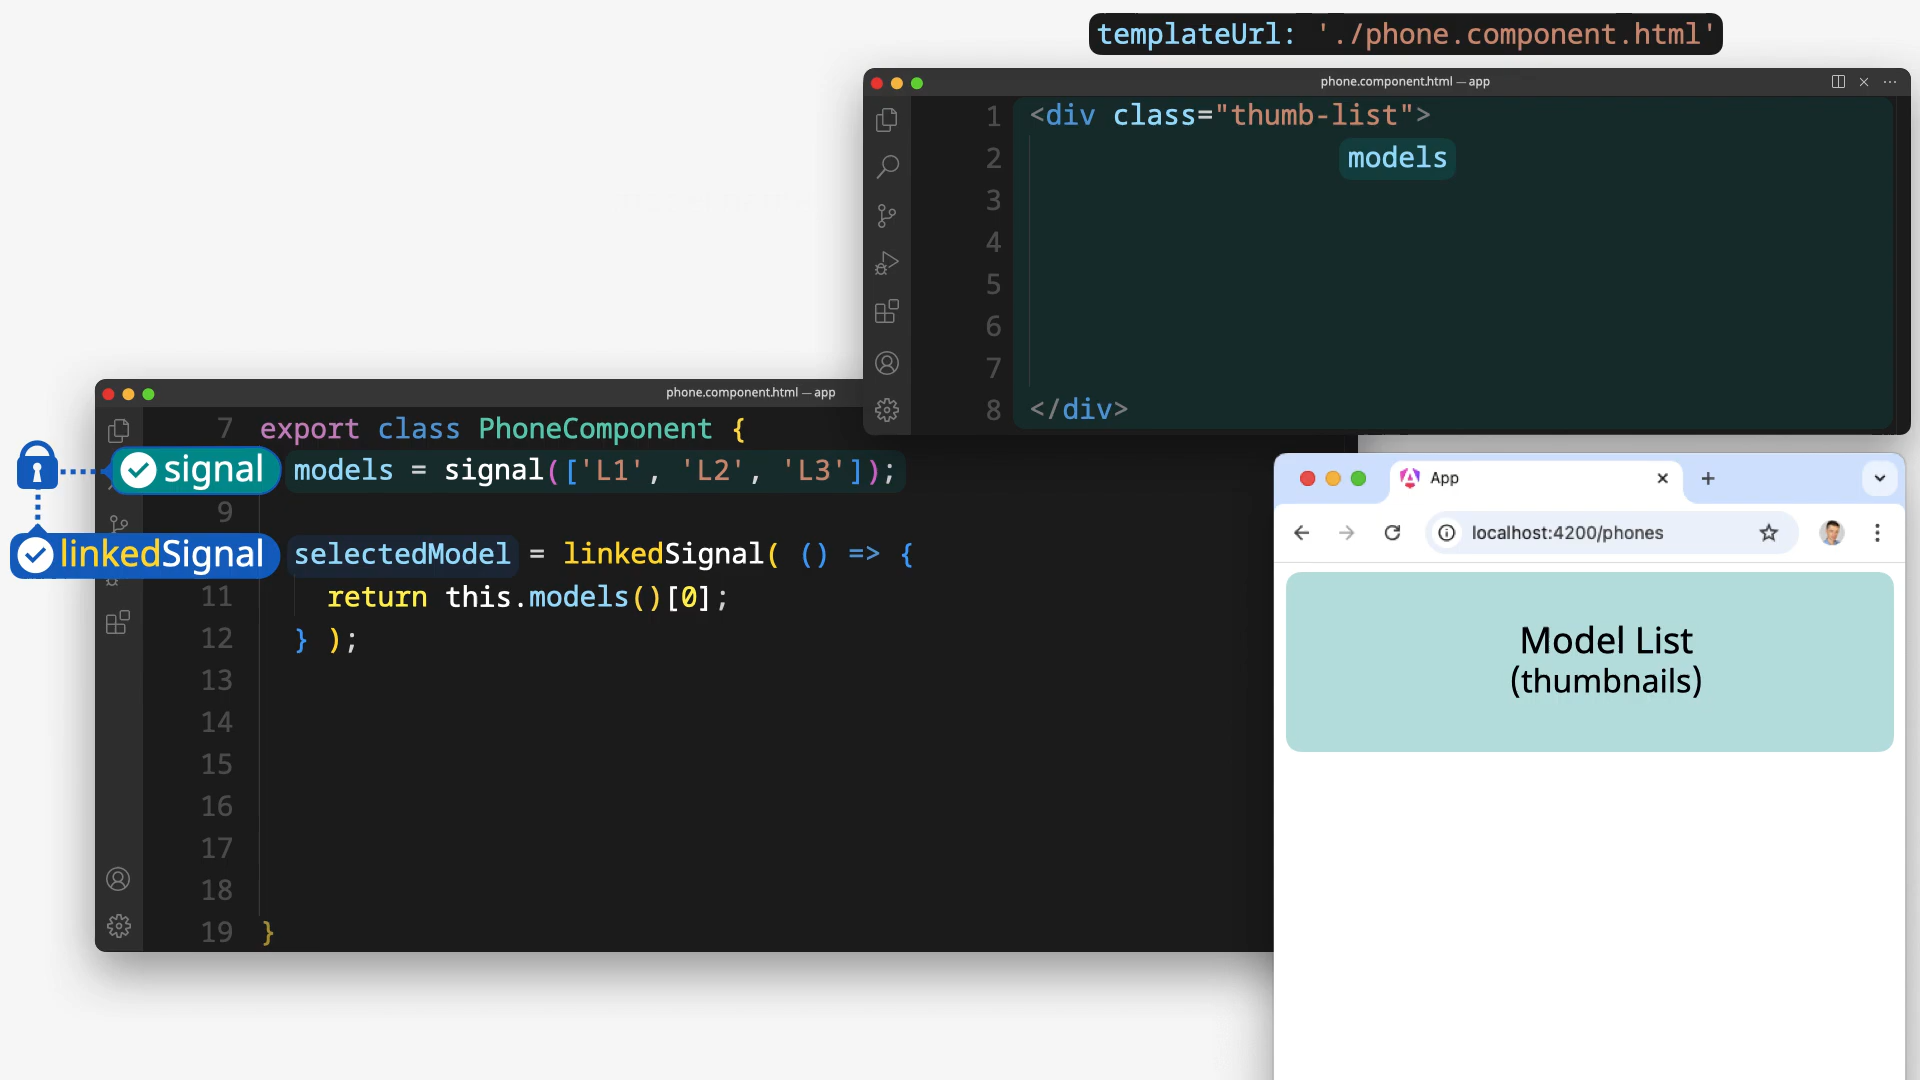 templateUrl: './phone.component.html'
phone.component.html — app
1 <div class="thumb-list">
2 models
3
4
5
6
7
8 </div>
phone.component.html — app
7 export class PhoneComponent {
signal models = signal(['L1', 'L2', 'L3']);
9
linkedSignal selectedModel = linkedSignal( () => {
11 return this.models()[0];
12 } );
13
14
15
16
17
18
19 }
App
localhost:4200/phones
Model List
(thumbnails)